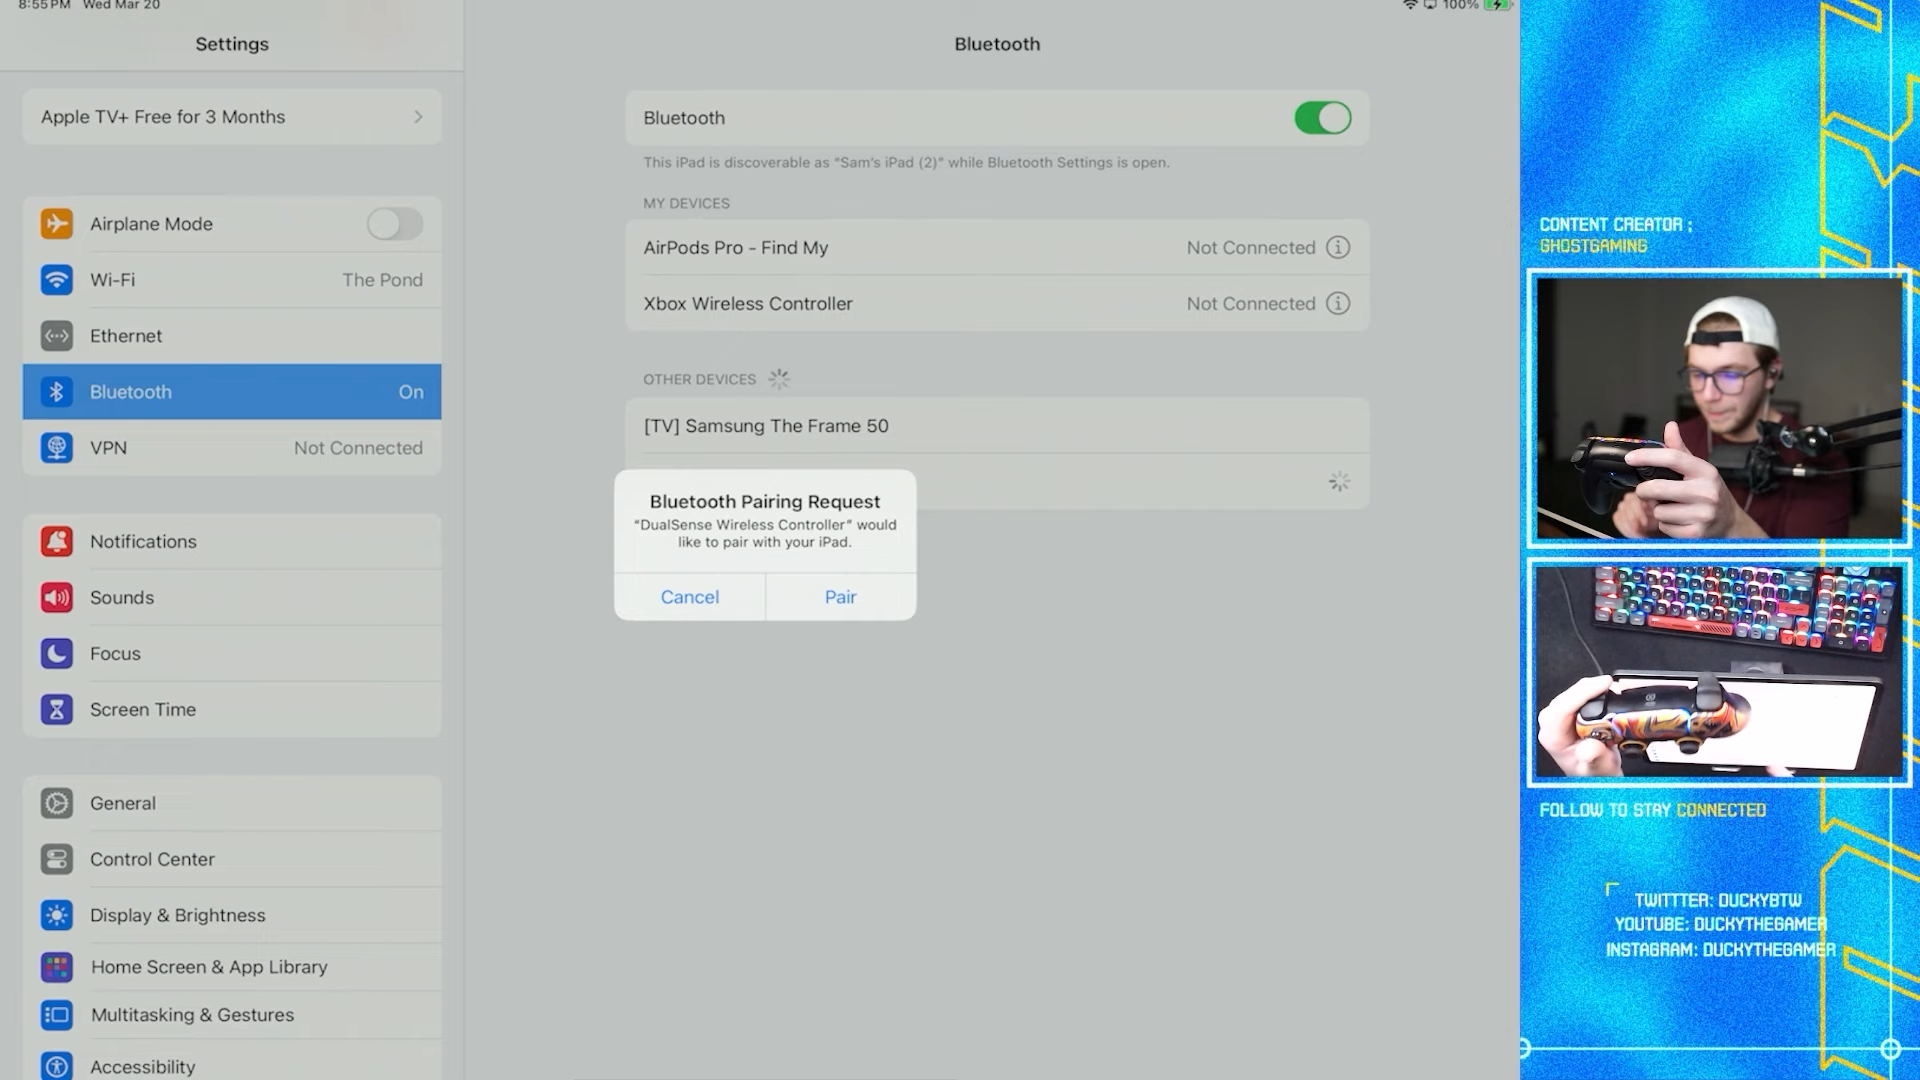 8:55 PM Wed Mar 20
100%
Settings
Apple TV+ Free for 3 Months
Airplane Mode
Wi-Fi The Pond
Ethernet
Bluetooth On
VPN Not Connected
Notifications
Sounds
Focus
Screen Time
General
Control Center
Display & Brightness
Home Screen & App Library
Multitasking & Gestures
Accessibility
Bluetooth
Bluetooth
This iPad is discoverable as “Sam’s iPad (2)” while Bluetooth Settings is open.
MY DEVICES
AirPods Pro - Find My Not Connected
Xbox Wireless Controller Not Connected
OTHER DEVICES
[TV] Samsung The Frame 50
Bluetooth Pairing Request
“DualSense Wireless Controller” would
like to pair with your iPad.
Cancel Pair
CONTENT CREATOR ;
GHOSTGAMING
FOLLOW TO STAY CONNECTED
TWITTTER: DUCKYBTW
YOUTUBE: DUCKYTHEGAMER
INSTAGRAM: DUCKYTHEGAMER